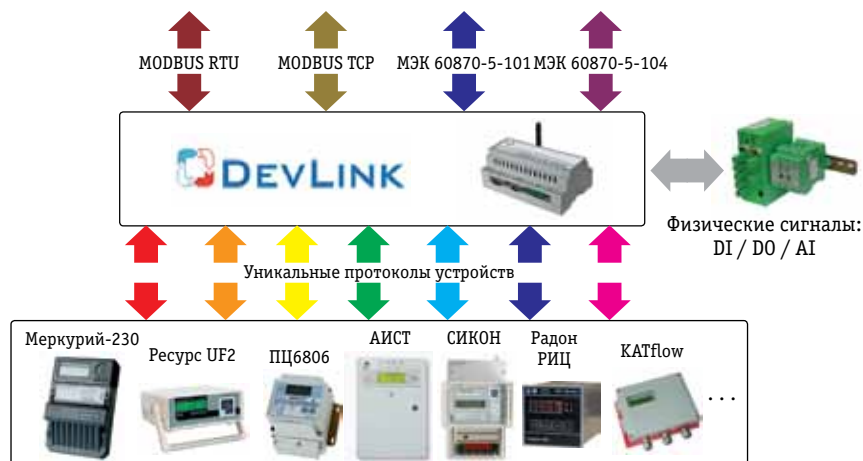 MODBUS RTU
MODBUS TCP
МЭК 60870-5-101
МЭК 60870-5-104
DEVLINK
Физические сигналы:
DI / DO / AI
Уникальные протоколы устройств
Меркурий-230
Ресурс UF2
ПЦ6806
АИСТ
СИКОН
Радон
РИЦ
KATflow
...